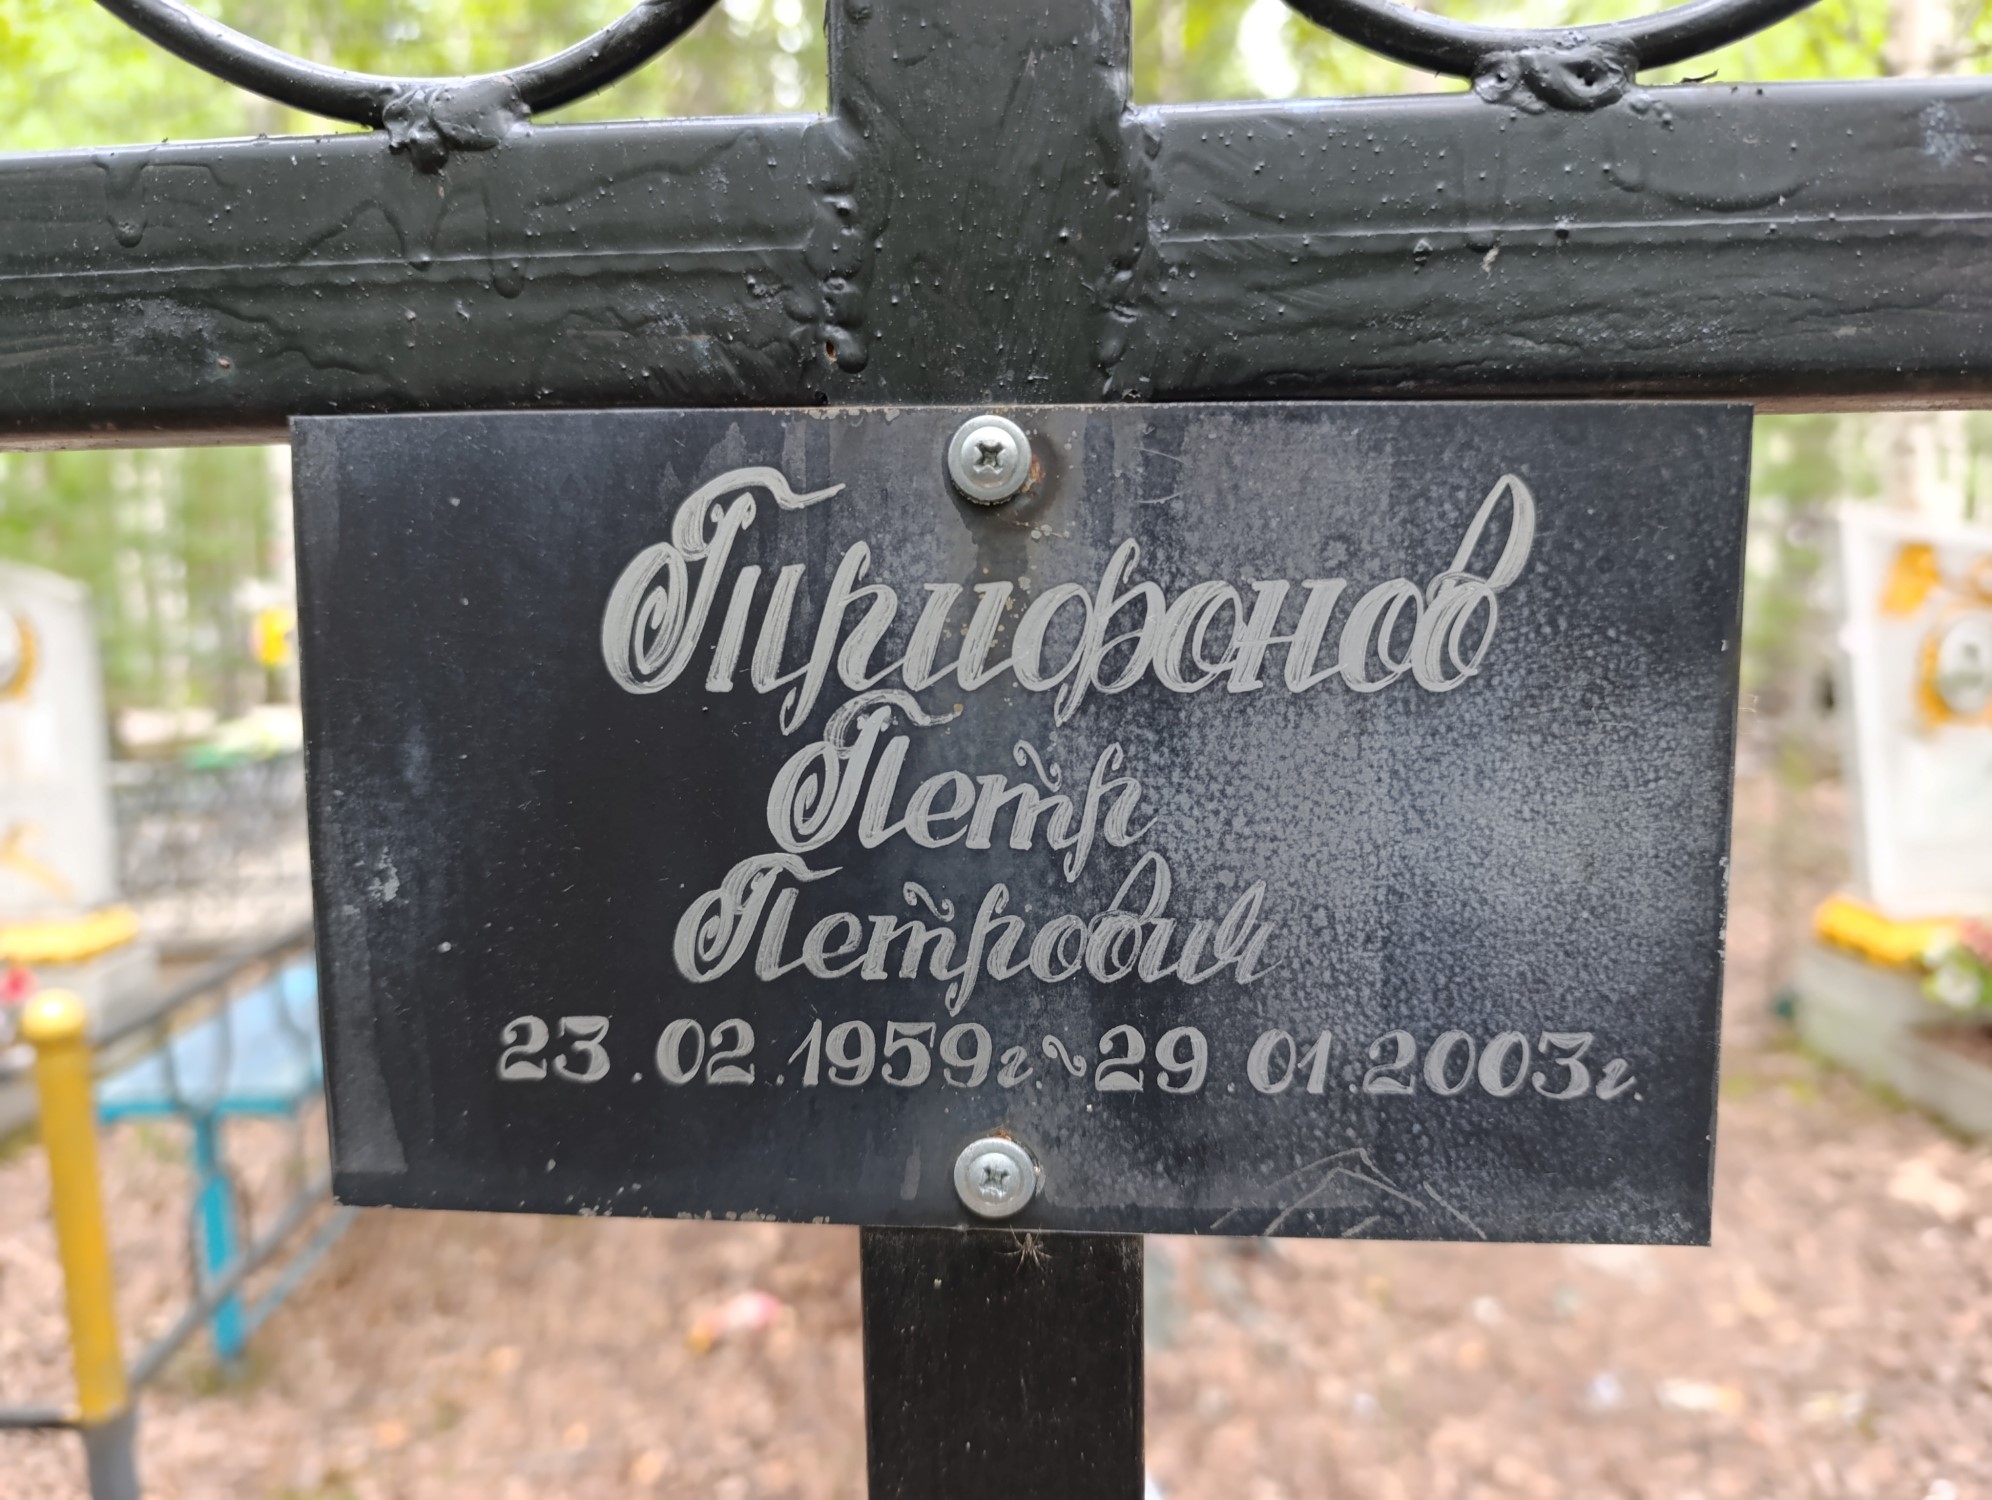 Трифонов
Петр
Петрович
23.02.1959г.~29.01.2003г.